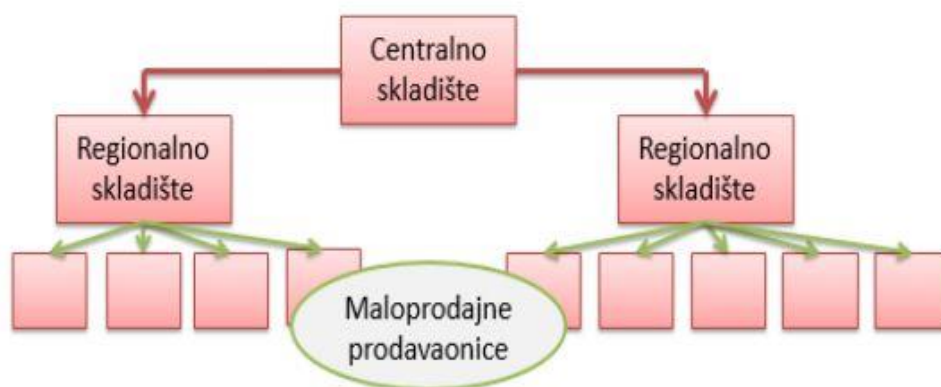 Centralno
skladište
Regionalno
skladište
Regionalno
skladište
Maloprodajne
prodavaonice